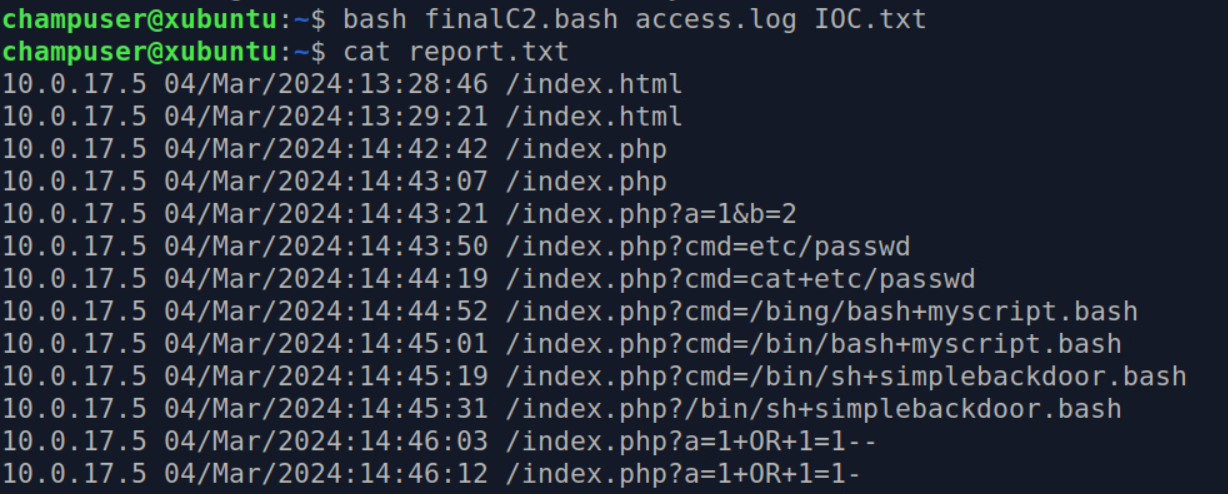 champuser@xubuntu:~$ bash finalC2.bash access.log IOC.txt
champuser@xubuntu:~$ cat report.txt
10.0.17.5 04/Mar/2024:13:28:46 /index.html
10.0.17.5 04/Mar/2024:13:29:21 /index.html
10.0.17.5 04/Mar/2024:14:42:42 /index.php
10.0.17.5 04/Mar/2024:14:43:07 /index.php
10.0.17.5 04/Mar/2024:14:43:21 /index.php?a=1&b=2
10.0.17.5 04/Mar/2024:14:43:50 /index.php?cmd=etc/passwd
10.0.17.5 04/Mar/2024:14:44:19 /index.php?cmd=cat+etc/passwd
10.0.17.5 04/Mar/2024:14:44:52 /index.php?cmd=/bing/bash+myscript.bash
10.0.17.5 04/Mar/2024:14:45:01 /index.php?cmd=/bin/bash+myscript.bash
10.0.17.5 04/Mar/2024:14:45:19 /index.php?cmd=/bin/sh+simplebackdoor.bash
10.0.17.5 04/Mar/2024:14:45:31 /index.php?/bin/sh+simplebackdoor.bash
10.0.17.5 04/Mar/2024:14:46:03 /index.php?a=1+OR+1=1--
10.0.17.5 04/Mar/2024:14:46:12 /index.php?a=1+OR+1=1-